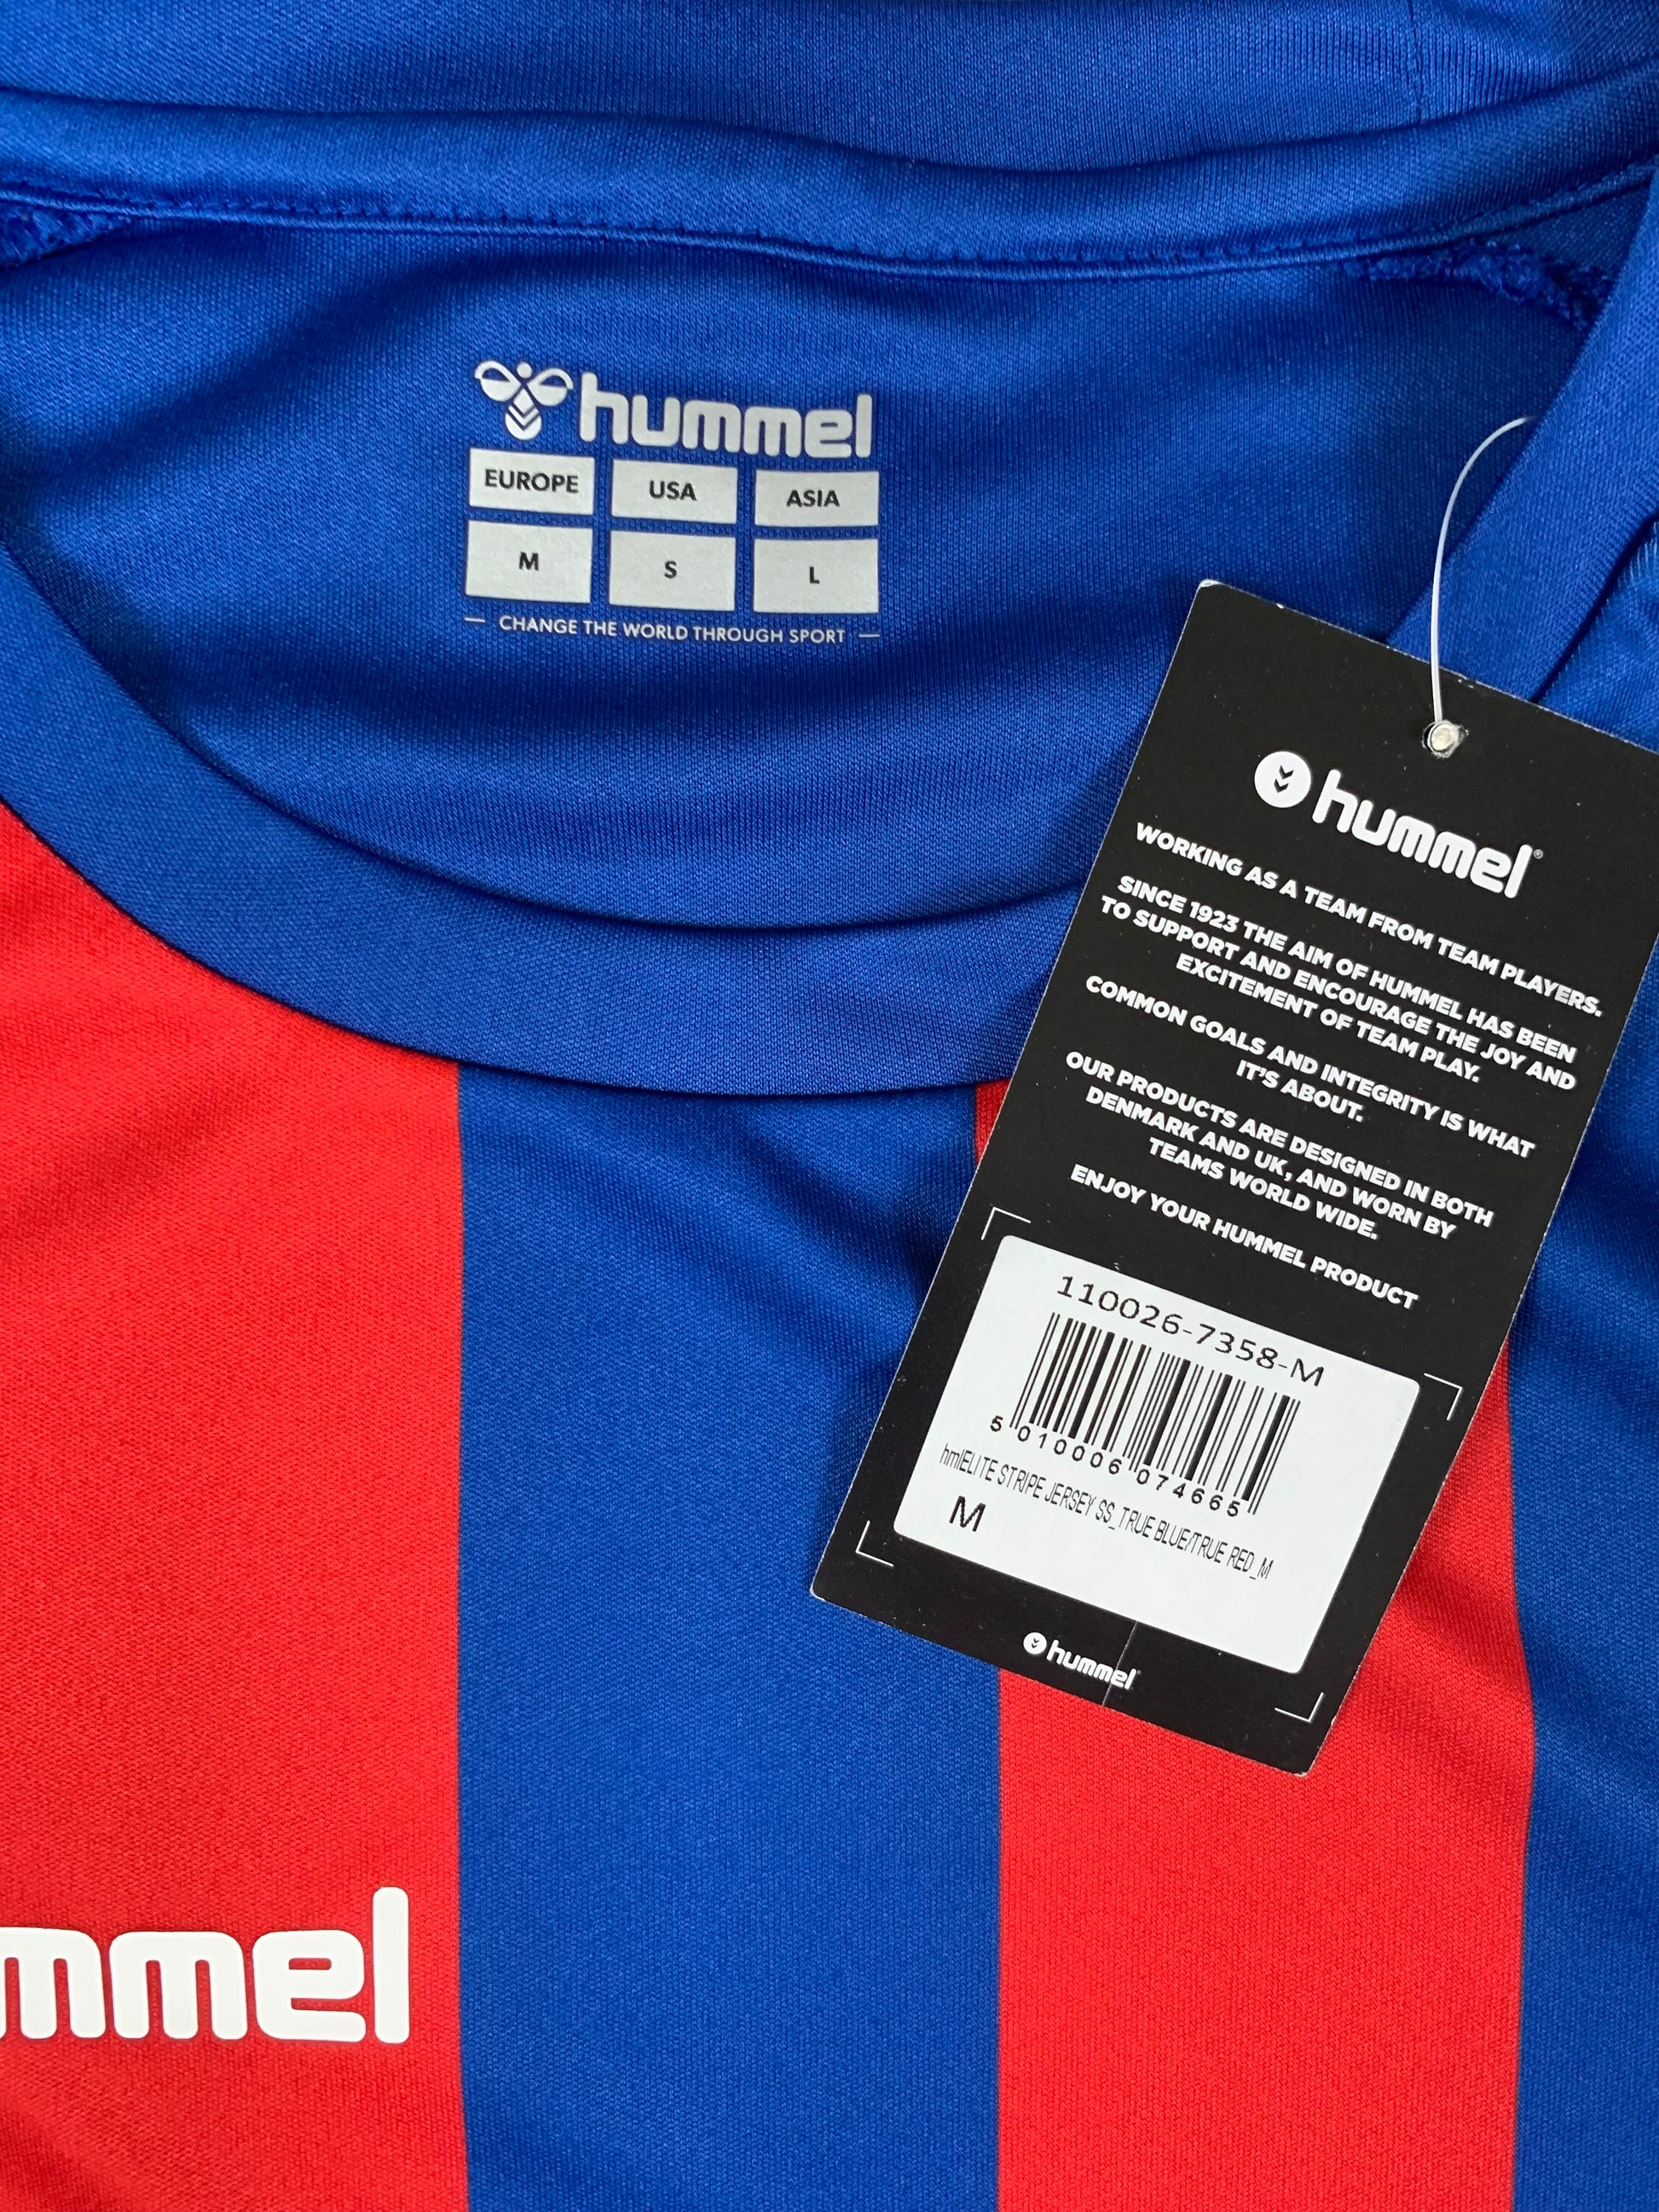 hummel
EUROPE USA ASIA
M S L
CHANGE THE WORLD THROUGH SPORT
hummel®
WORKING AS A TEAM FROM TEAM PLAYERS.
SINCE 1923 THE AIM OF HUMMEL HAS BEEN
TO SUPPORT AND ENCOURAGE THE JOY AND
EXCITEMENT OF TEAM PLAY.
COMMON GOALS AND INTEGRITY IS WHAT
IT'S ABOUT.
OUR PRODUCTS ARE DESIGNED IN BOTH
DENMARK AND UK, AND WORN BY
TEAMS WORLD WIDE.
ENJOY YOUR HUMMEL PRODUCT
110026-7358-M
5 010006 074665
hmlELITE STRIPE JERSEY SS_TRUE BLUE/TRUE RED_M
M
hummel
mmel